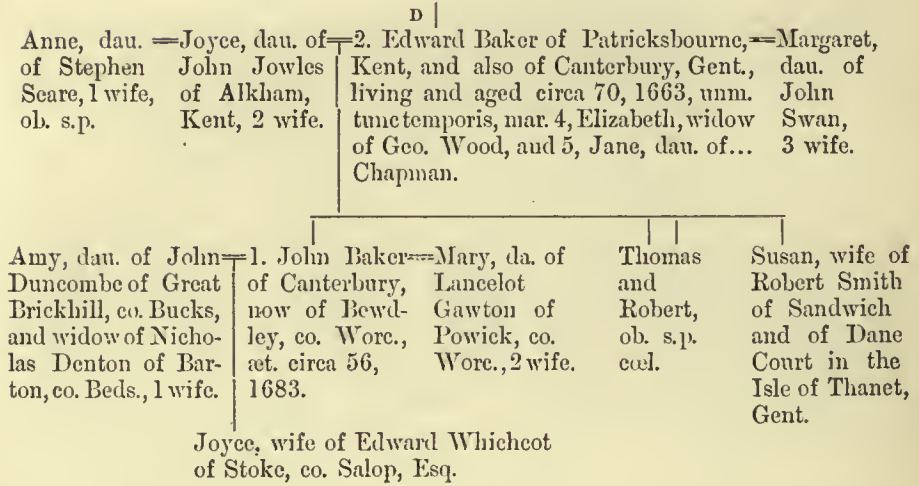 D
Anne, dau.
of Stephen
Scare, 1 wife,
ob. s.p.
Joyce, dau. of
John Jowles
of Alkham,
Kent, 2 wife.
2. Edward Baker of Patricksbourne,
Kent, and also of Canterbury, Gent.,
living and aged circa 70, 1663, unm.
tunc temporis, mar. 4, Elizabeth, widow
of Geo. Wood, and 5, Jane, dau. of...
Chapman.
Margaret,
dau. of
John
Swan,
3 wife.
Amy, dau. of John
Duncombe of Great
Brickhill, co. Bucks,
and widow of Nicho-
las Denton of Bar-
ton, co. Beds., 1 wife.
1. John Baker
of Canterbury,
now of Bewd-
ley, co. Worc.,
æt. circa 56,
1683.
Mary, da. of
Lancelot
Gawton of
Powick, co.
Worc., 2 wife.
Thomas
and
Robert,
ob. s.p.
cœl.
Susan, wife of
Robert Smith
of Sandwich
and of Dane
Court in the
Isle of Thanet,
Gent.
Joyce, wife of Edward Whichcot
of Stoke, co. Salop, Esq.